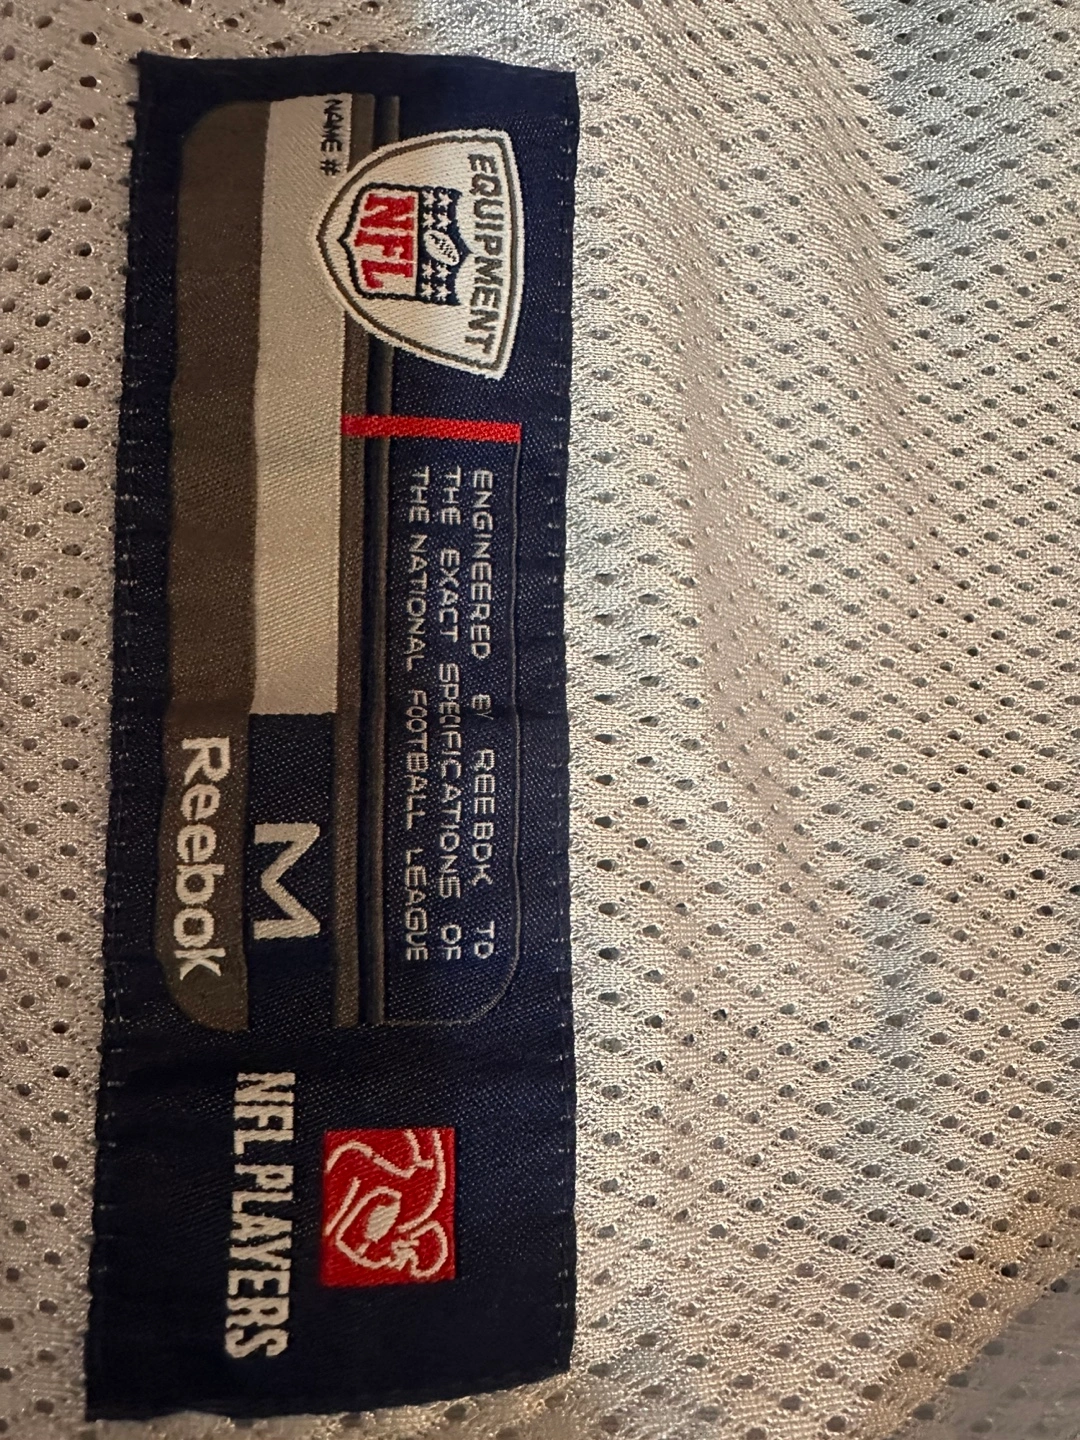 EQUIPMENT
NFL
ENGINEERED BY REEBOK TO
THE EXACT SPECIFICATIONS OF
THE NATIONAL FOOTBALL LEAGUE
NAME #
M
Reebok
NFL PLAYERS